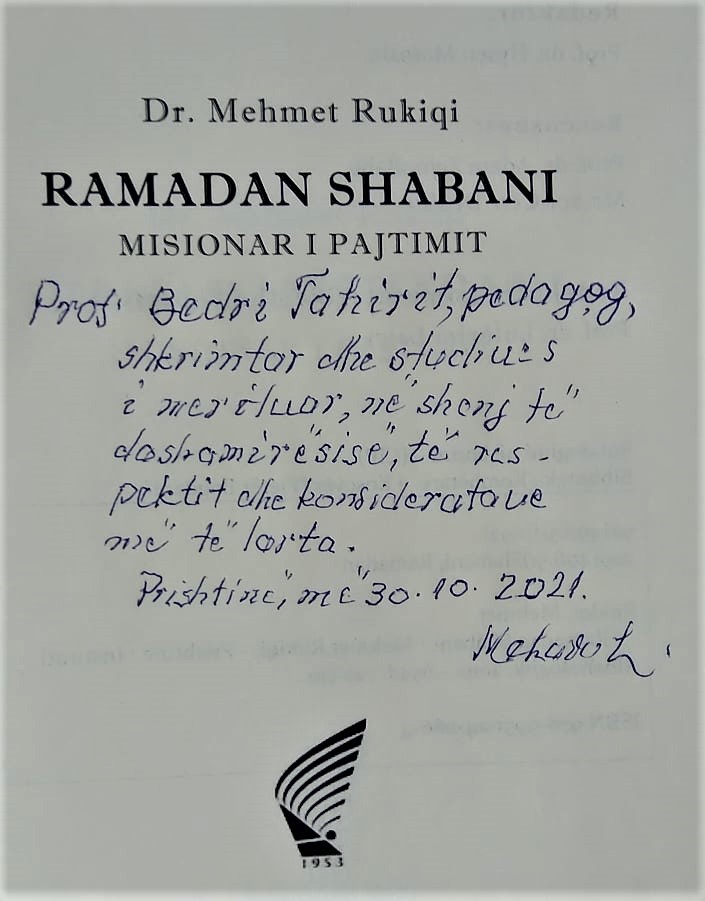 Dr. Mehmet Rukiqi
RAMADAN SHABANI
MISIONAR I PAJTIMIT
Prof. Bedri Tahirit, pedagog,
shkrimtar dhe studiues
i merituar, në shenj të
dashamirësisë, të res-
pektit dhe konsideratave
më të larta.
Prishtinë, më 30.10.2021.
1953